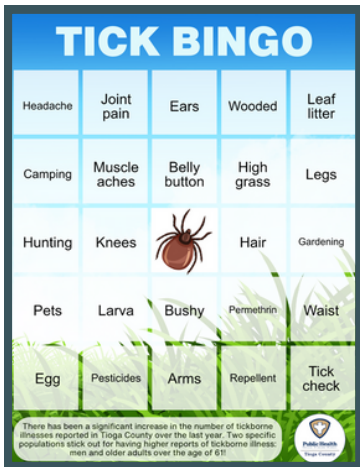 TICK BINGO
Headache
Joint
pain
Ears
Wooded
Leaf
litter
Camping
Muscle
aches
Belly
button
High
grass
Legs
Hunting
Knees
Hair
Gardening
Pets
Larva
Bushy
Permethrin
Waist
Egg
Pesticides
Arms
Repellent
Tick
check
There has been a significant increase in the number of tickborne
illnesses reported in Tioga County over the last year. Two specific
populations stick out for having higher reports of tickborne illness:
men and older adults over the age of 61!
Public Health
Tioga County